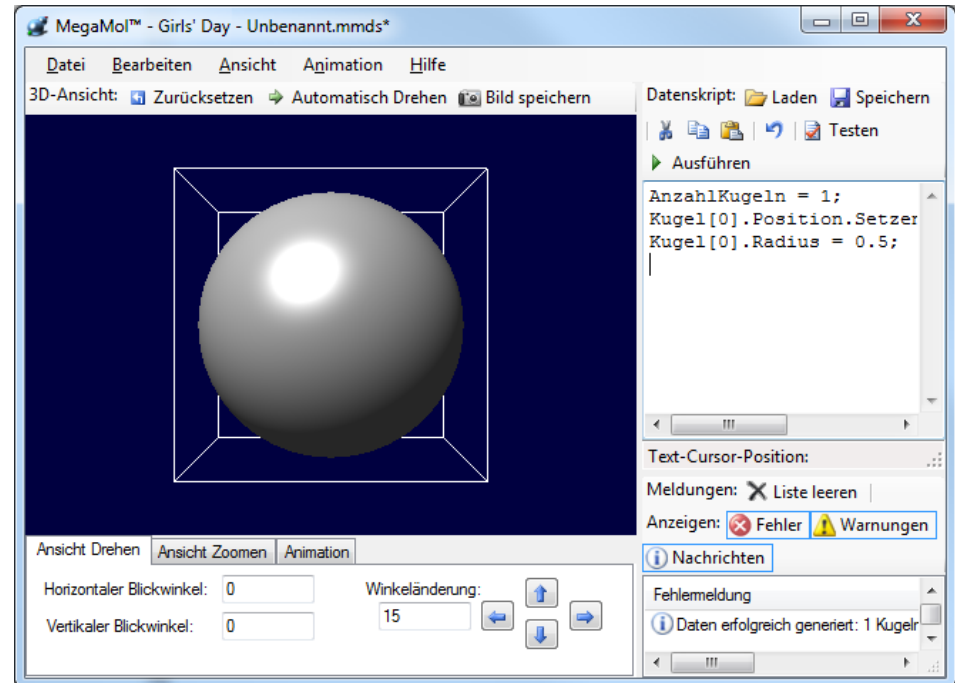 MegaMol™ - Girls' Day - Unbenannt.mmds*
Datei Bearbeiten Ansicht Animation Hilfe
3D-Ansicht: Zurücksetzen Automatisch Drehen Bild speichern
Datenskript: Laden Speichern
Testen
Ausführen
AnzahlKugeln = 1;
Kugel[0].Position.Setzen
Kugel[0].Radius = 0.5;
Text-Cursor-Position:
Meldungen: Liste leeren
Anzeigen: Fehler Warnungen
Nachrichten
Fehlermeldung
Daten erfolgreich generiert: 1 Kugeln
Ansicht Drehen Ansicht Zoomen Animation
Horizontaler Blickwinkel: 0
Vertikaler Blickwinkel: 0
Winkeländerung:
15